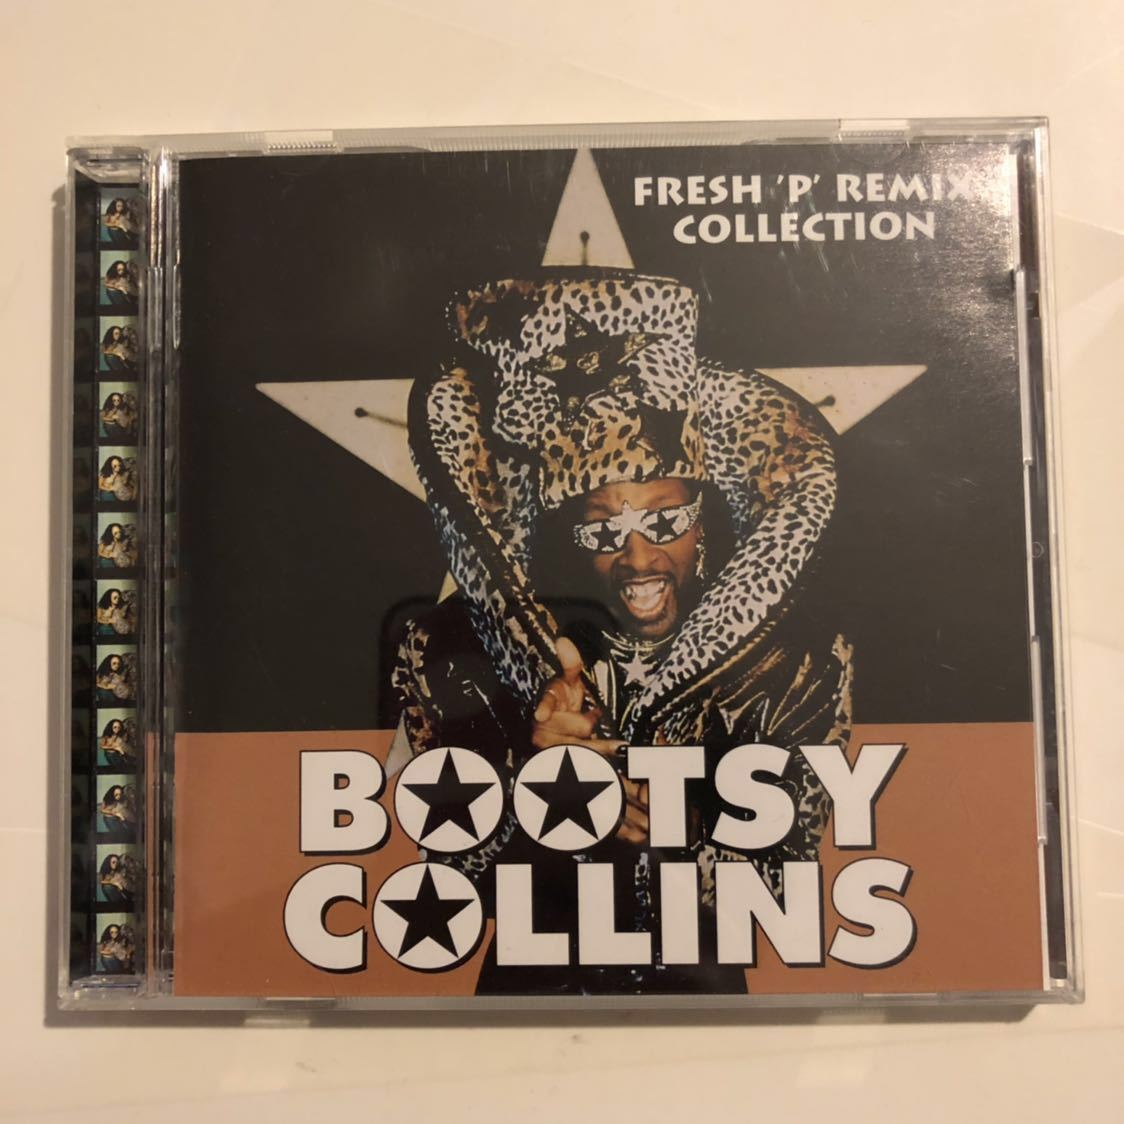 FRESH 'P' REMIX
COLLECTION
BOOTSY
COLLINS